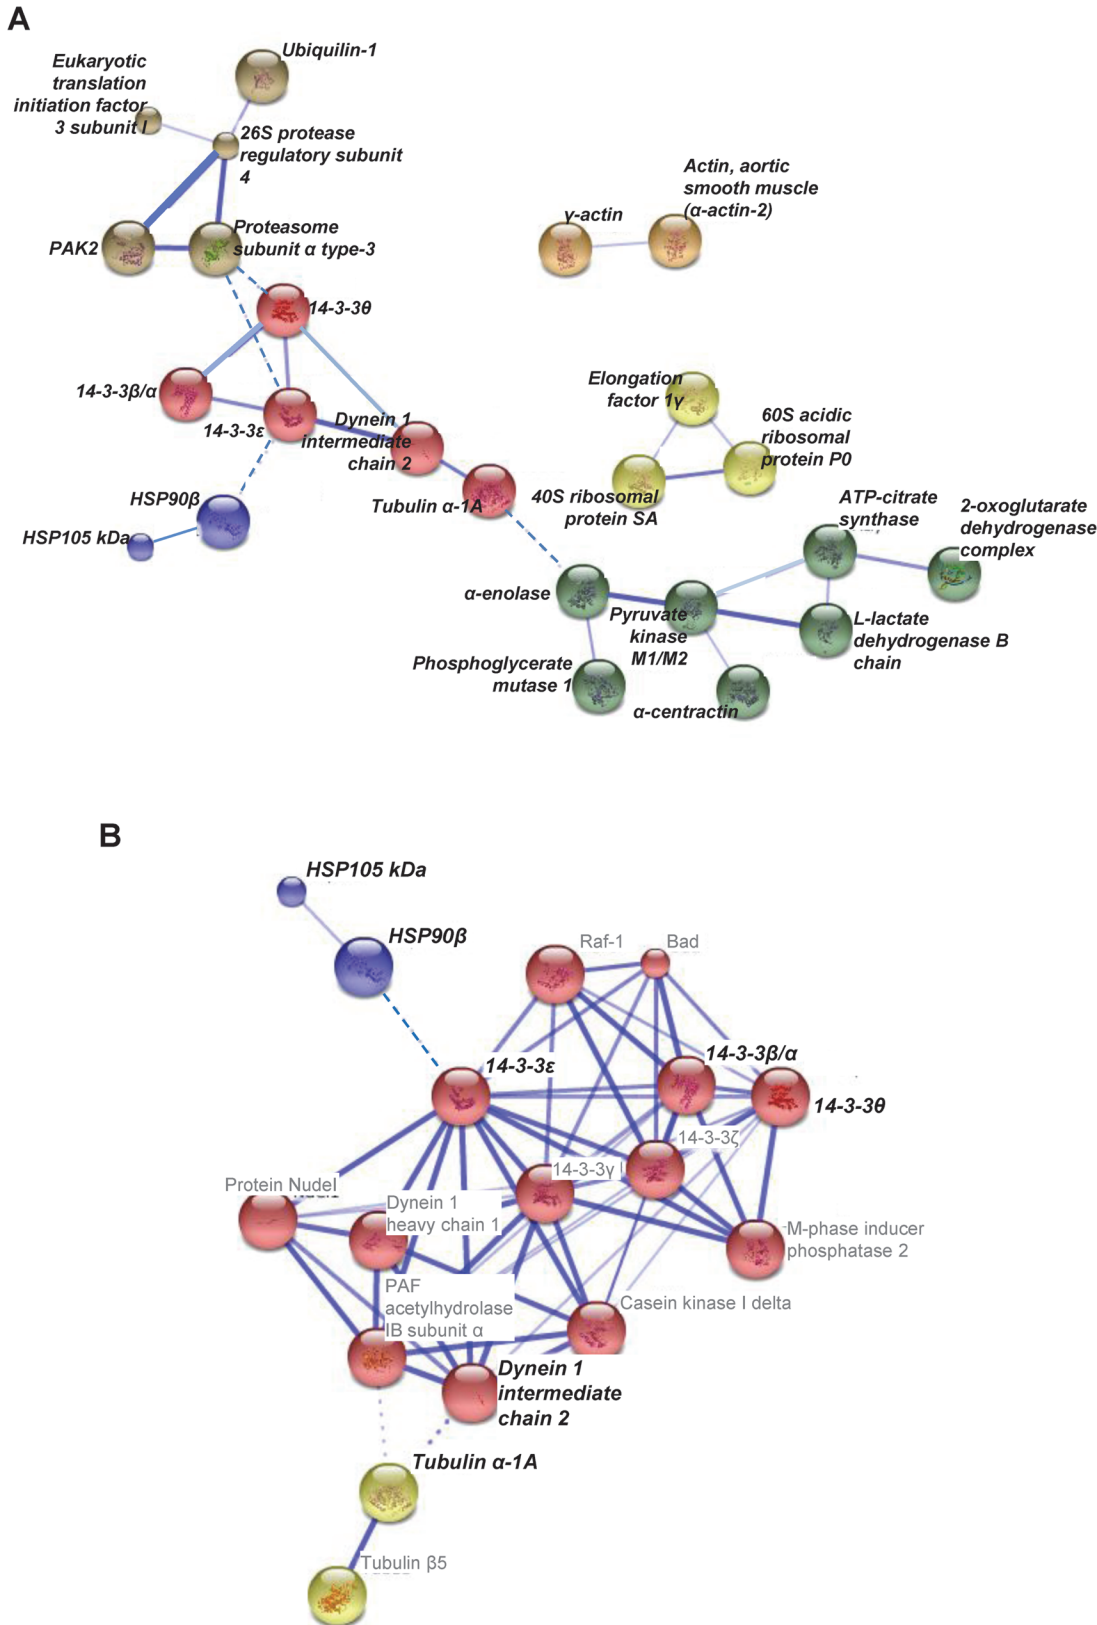 A
Ubiquilin-1
Eukaryotic
translation
initiation factor
3 subunit I
26S protease
regulatory subunit
4
PAK2
Proteasome
subunit α type-3
Actin, aortic
smooth muscle
(α-actin-2)
γ-actin
14-3-3θ
14-3-3β/α
14-3-3ε
Dynein 1
intermediate
chain 2
Tubulin α-1A
HSP90β
HSP105 kDa
Elongation
factor 1γ
60S acidic
ribosomal
protein P0
40S ribosomal
protein SA
ATP-citrate
synthase
2-oxoglutarate
dehydrogenase
complex
α-enolase
Pyruvate
kinase
M1/M2
L-lactate
dehydrogenase B
chain
Phosphoglycerate
mutase 1
α-centractin
B
HSP105 kDa
HSP90β
Raf-1
Bad
14-3-3ε
14-3-3β/α
14-3-3θ
14-3-3ζ
14-3-3γ
Protein Nudel
Dynein 1
heavy chain 1
M-phase inducer
phosphatase 2
PAF
acetylhydrolase
IB subunit α
Casein kinase I delta
Dynein 1
intermediate
chain 2
Tubulin α-1A
Tubulin β5